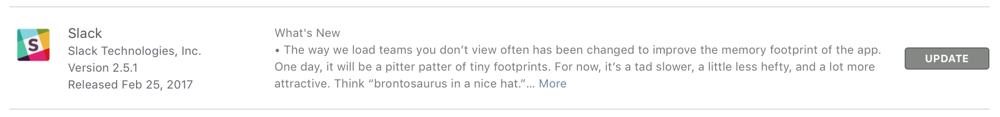 S
Slack
Slack Technologies, Inc.
Version 2.5.1
Released Feb 25, 2017
What's New
• The way we load teams you don’t view often has been changed to improve the memory footprint of the app.
One day, it will be a pitter patter of tiny footprints. For now, it’s a tad slower, a little less hefty, and a lot more
attractive. Think “brontosaurus in a nice hat.”… More
UPDATE